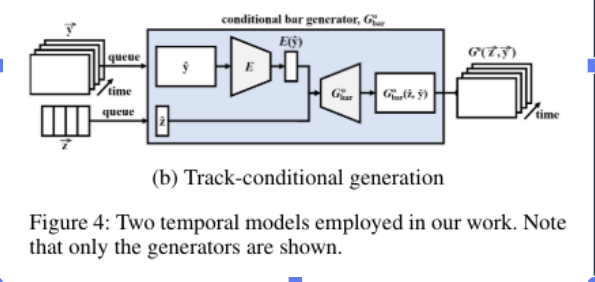 conditional bar generator, G°bar
y⃗
queue
time
ŷ
E
E(ŷ)
G°bar
G°bar(ẑ, ŷ)
G°(z⃗, y⃗)
time
queue
ẑ
z⃗
(b) Track-conditional generation
Figure 4: Two temporal models employed in our work. Note
that only the generators are shown.